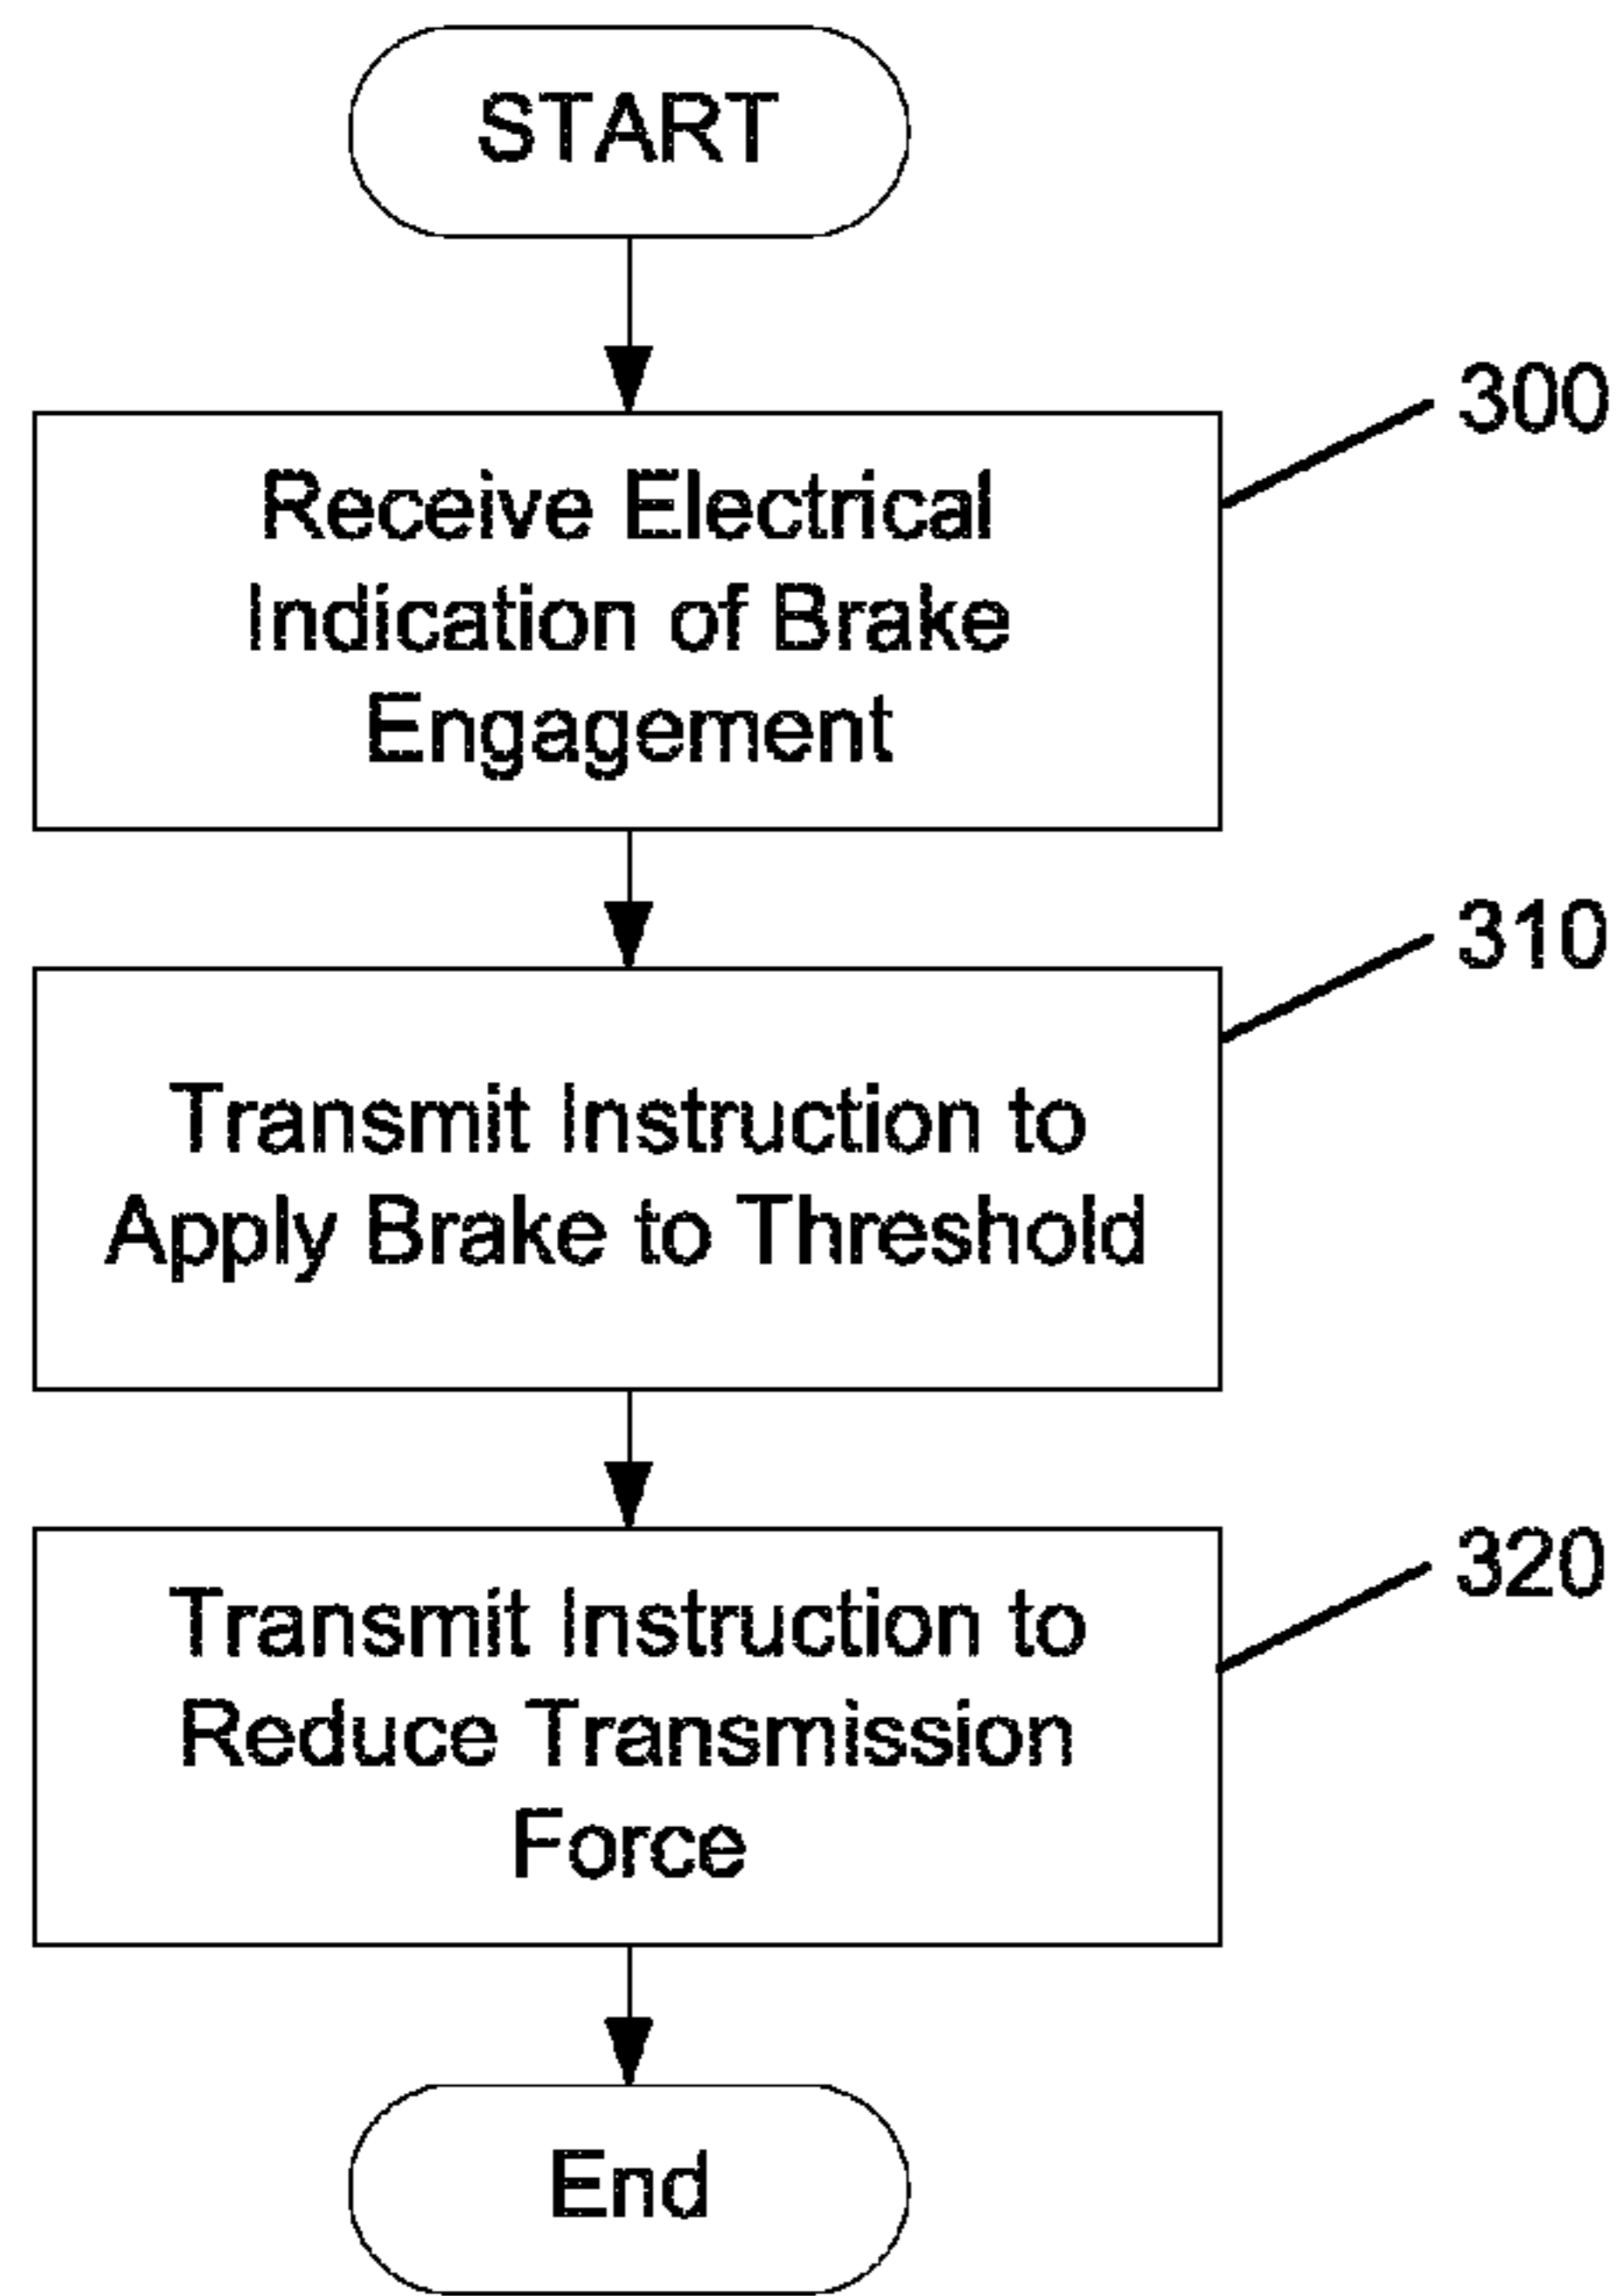 START
300
Receive Electrical
Indication of Brake
Engagement
310
Transmit Instruction to
Apply Brake to Threshold
320
Transmit Instruction to
Reduce Transmission
Force
End